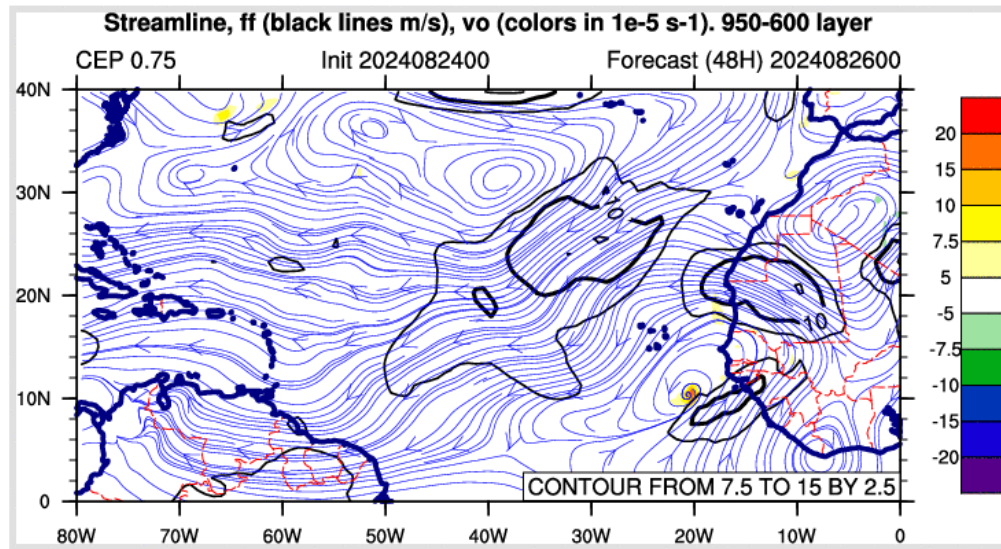 Streamline, ff (black lines m/s), vo (colors in 1e-5 s-1). 950-600 layer
CEP 0.75 Init 2024082400 Forecast (48H) 2024082600
40N
30N
20N
10N
0
80W 70W 60W 50W 40W 30W 20W 10W 0
10
10
CONTOUR FROM 7.5 TO 15 BY 2.5
20
15
10
7.5
5
-5
-7.5
-10
-15
-20